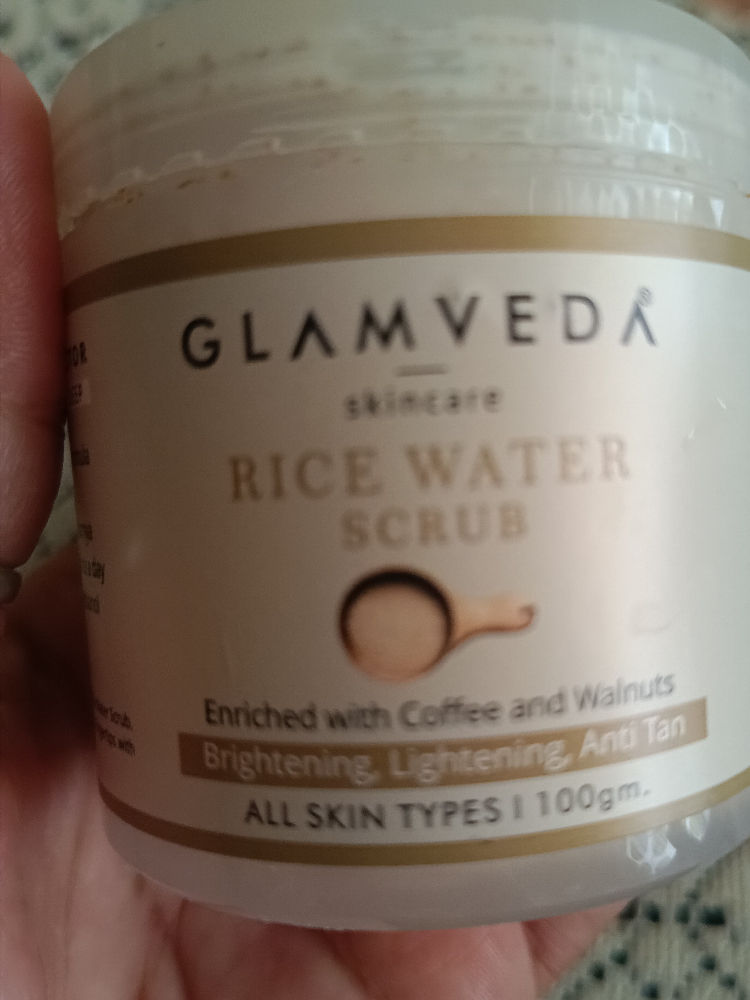 GLAMVEDA®
skincare
RICE WATER
SCRUB
Enriched with Coffee and Walnuts
Brightening, Lightening, Anti Tan
ALL SKIN TYPES | 100gm.